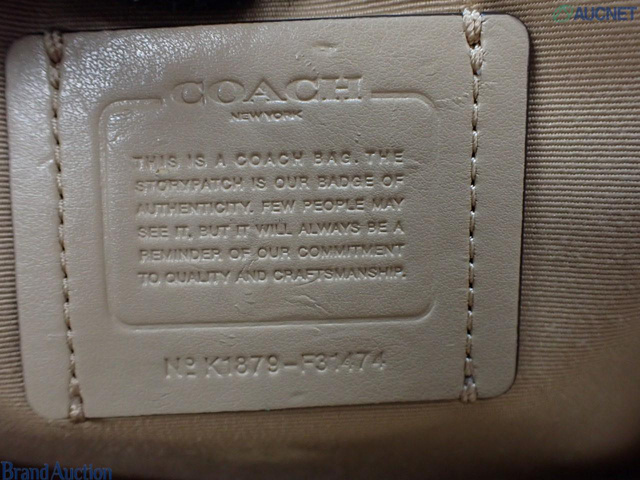 AUCNET
COACH
NEW YORK
THIS IS A COACH BAG. THE
STORYPATCH IS OUR BADGE OF
AUTHENTICITY. FEW PEOPLE MAY
SEE IT, BUT IT WILL ALWAYS BE A
REMINDER OF OUR COMMITMENT
TO QUALITY AND CRAFTSMANSHIP.
Nº K1879-F31474
Brand Auction